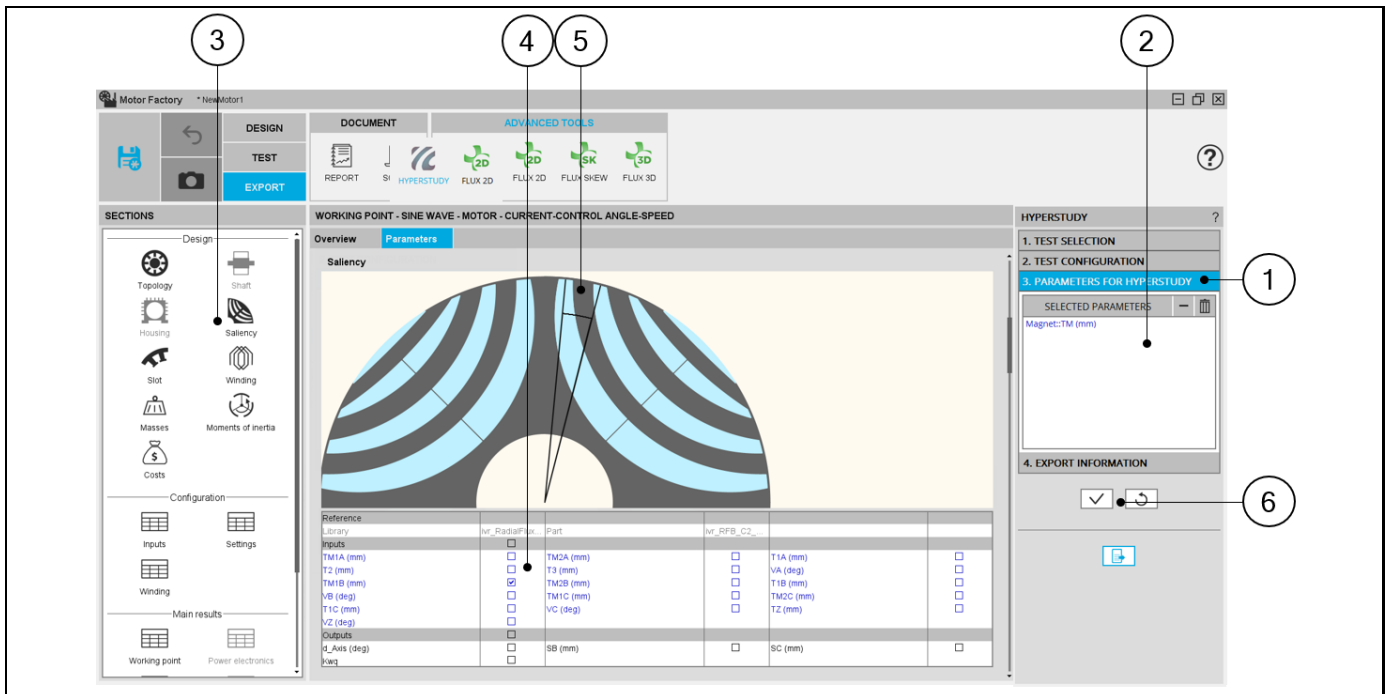 3
4
5
2
Motor Factory * NewMotor1
DESIGN
TEST
EXPORT
DOCUMENT
ADVANCED TOOLS
REPORT
HYPERSTUDY
FLUX 2D
FLUX 2D
FLUX SKEW
FLUX 3D
2D
2D
SK
3D
?
SECTIONS
WORKING POINT - SINE WAVE - MOTOR - CURRENT-CONTROL ANGLE-SPEED
HYPERSTUDY ?
Design
Topology
Shaft
Housing
Saliency
Slot
Winding
Masses
Moments of inertia
$
Costs
Configuration
Inputs
Settings
Winding
Main results
Working point
Power electronics
Overview
Parameters
Saliency
Reference
Library ivr_RadialFlux... Part ivr_RFB_C2_...
Inputs
TM1A (mm) TM2A (mm) T1A (mm)
T2 (mm) T3 (mm) VA (deg)
TM1B (mm) TM2B (mm) T1B (mm)
VB (deg) TM1C (mm) TM2C (mm)
T1C (mm) VC (deg) TZ (mm)
VZ (deg)
Outputs
d_Axis (deg) SB (mm) SC (mm)
Kwq
1. TEST SELECTION
2. TEST CONFIGURATION
3. PARAMETERS FOR HYPERSTUDY
SELECTED PARAMETERS
Magnet::TM (mm)
4. EXPORT INFORMATION
1
6